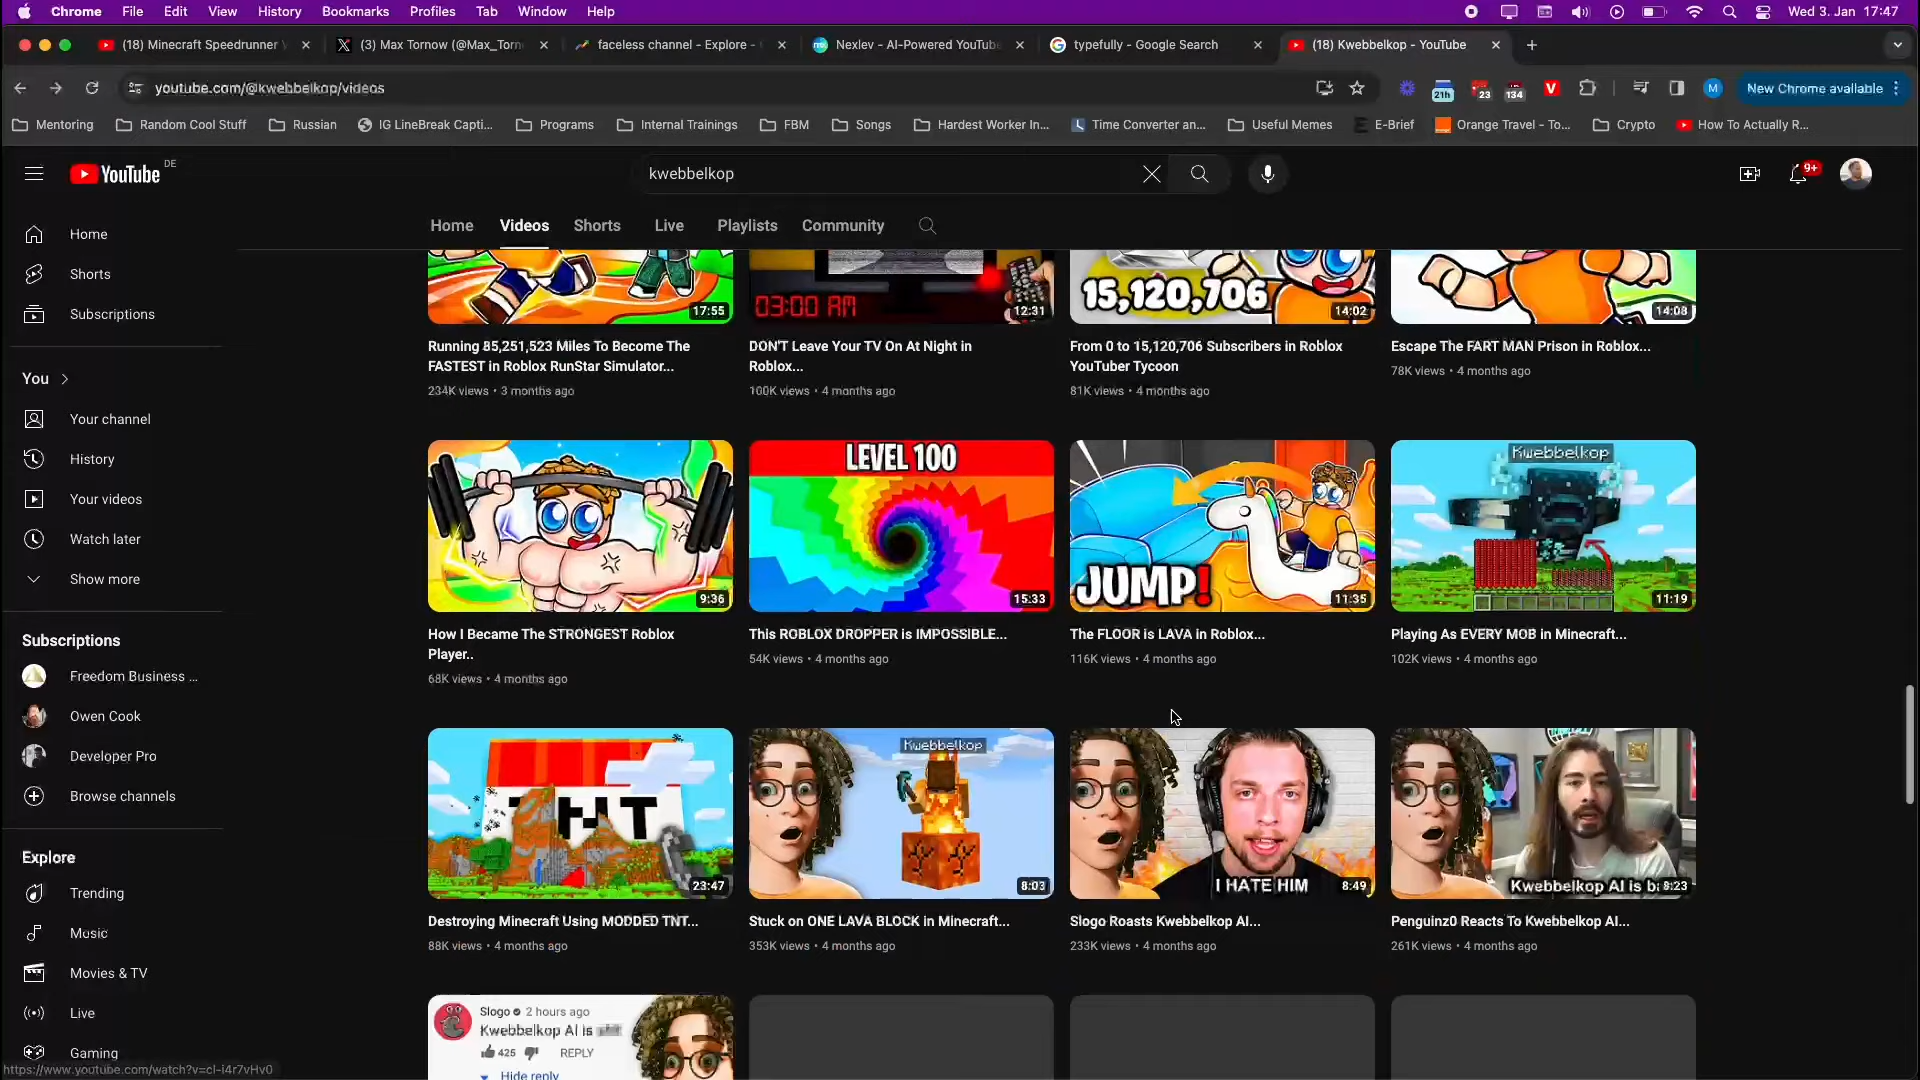 Chrome File Edit View History Bookmarks Profiles Tab Window Help
Wed 3. Jan 17:47
(18) Minecraft Speedrunner
(3) Max Tornow (@Max_Torn
faceless channel - Explore -
Nexlev - AI-Powered YouTube
typefully - Google Search
(18) Kwebbelkop - YouTube
youtube.com/@kwebbelkop/videos
21h
23
134
V
M
New Chrome available
Mentoring
Random Cool Stuff
Russian
IG LineBreak Capti...
Programs
Internal Trainings
FBM
Songs
Hardest Worker In...
Time Converter an...
Useful Memes
E-Brief
Orange Travel - To...
Crypto
How To Actually R...
YouTube DE
kwebbelkop
9+
Home Videos Shorts Live Playlists Community
Home
Shorts
Subscriptions
You
Your channel
History
Your videos
Watch later
Show more
Subscriptions
Freedom Business ...
Owen Cook
Developer Pro
Browse channels
Explore
Trending
Music
Movies & TV
Live
Gaming
17:55
Running 85,251,523 Miles To Become The
FASTEST in Roblox RunStar Simulator...
234K views • 3 months ago
03:00 AM
12:31
DON'T Leave Your TV On At Night in
Roblox...
100K views • 4 months ago
15,120,706
14:02
From 0 to 15,120,706 Subscribers in Roblox
YouTuber Tycoon
81K views • 4 months ago
14:08
Escape The FART MAN Prison in Roblox...
78K views • 4 months ago
9:36
How I Became The STRONGEST Roblox
Player..
68K views • 4 months ago
LEVEL 100
15:33
This ROBLOX DROPPER is IMPOSSIBLE...
54K views • 4 months ago
JUMP!
11:35
The FLOOR is LAVA in Roblox...
116K views • 4 months ago
Kwebbelkop
11:19
Playing As EVERY MOB in Minecraft...
102K views • 4 months ago
TNT
23:47
Destroying Minecraft Using MODDED TNT...
88K views • 4 months ago
Kwebbelkop
8:03
Stuck on ONE LAVA BLOCK in Minecraft...
353K views • 4 months ago
I HATE HIM
8:49
Slogo Roasts Kwebbelkop AI...
233K views • 4 months ago
Kwebbelkop AI is
8:23
Penguinz0 Reacts To Kwebbelkop AI...
261K views • 4 months ago
Slogo 2 hours ago
Kwebbelkop AI is
425 REPLY
Hide reply
https://www.youtube.com/watch?v=cl-i4r7vHv0